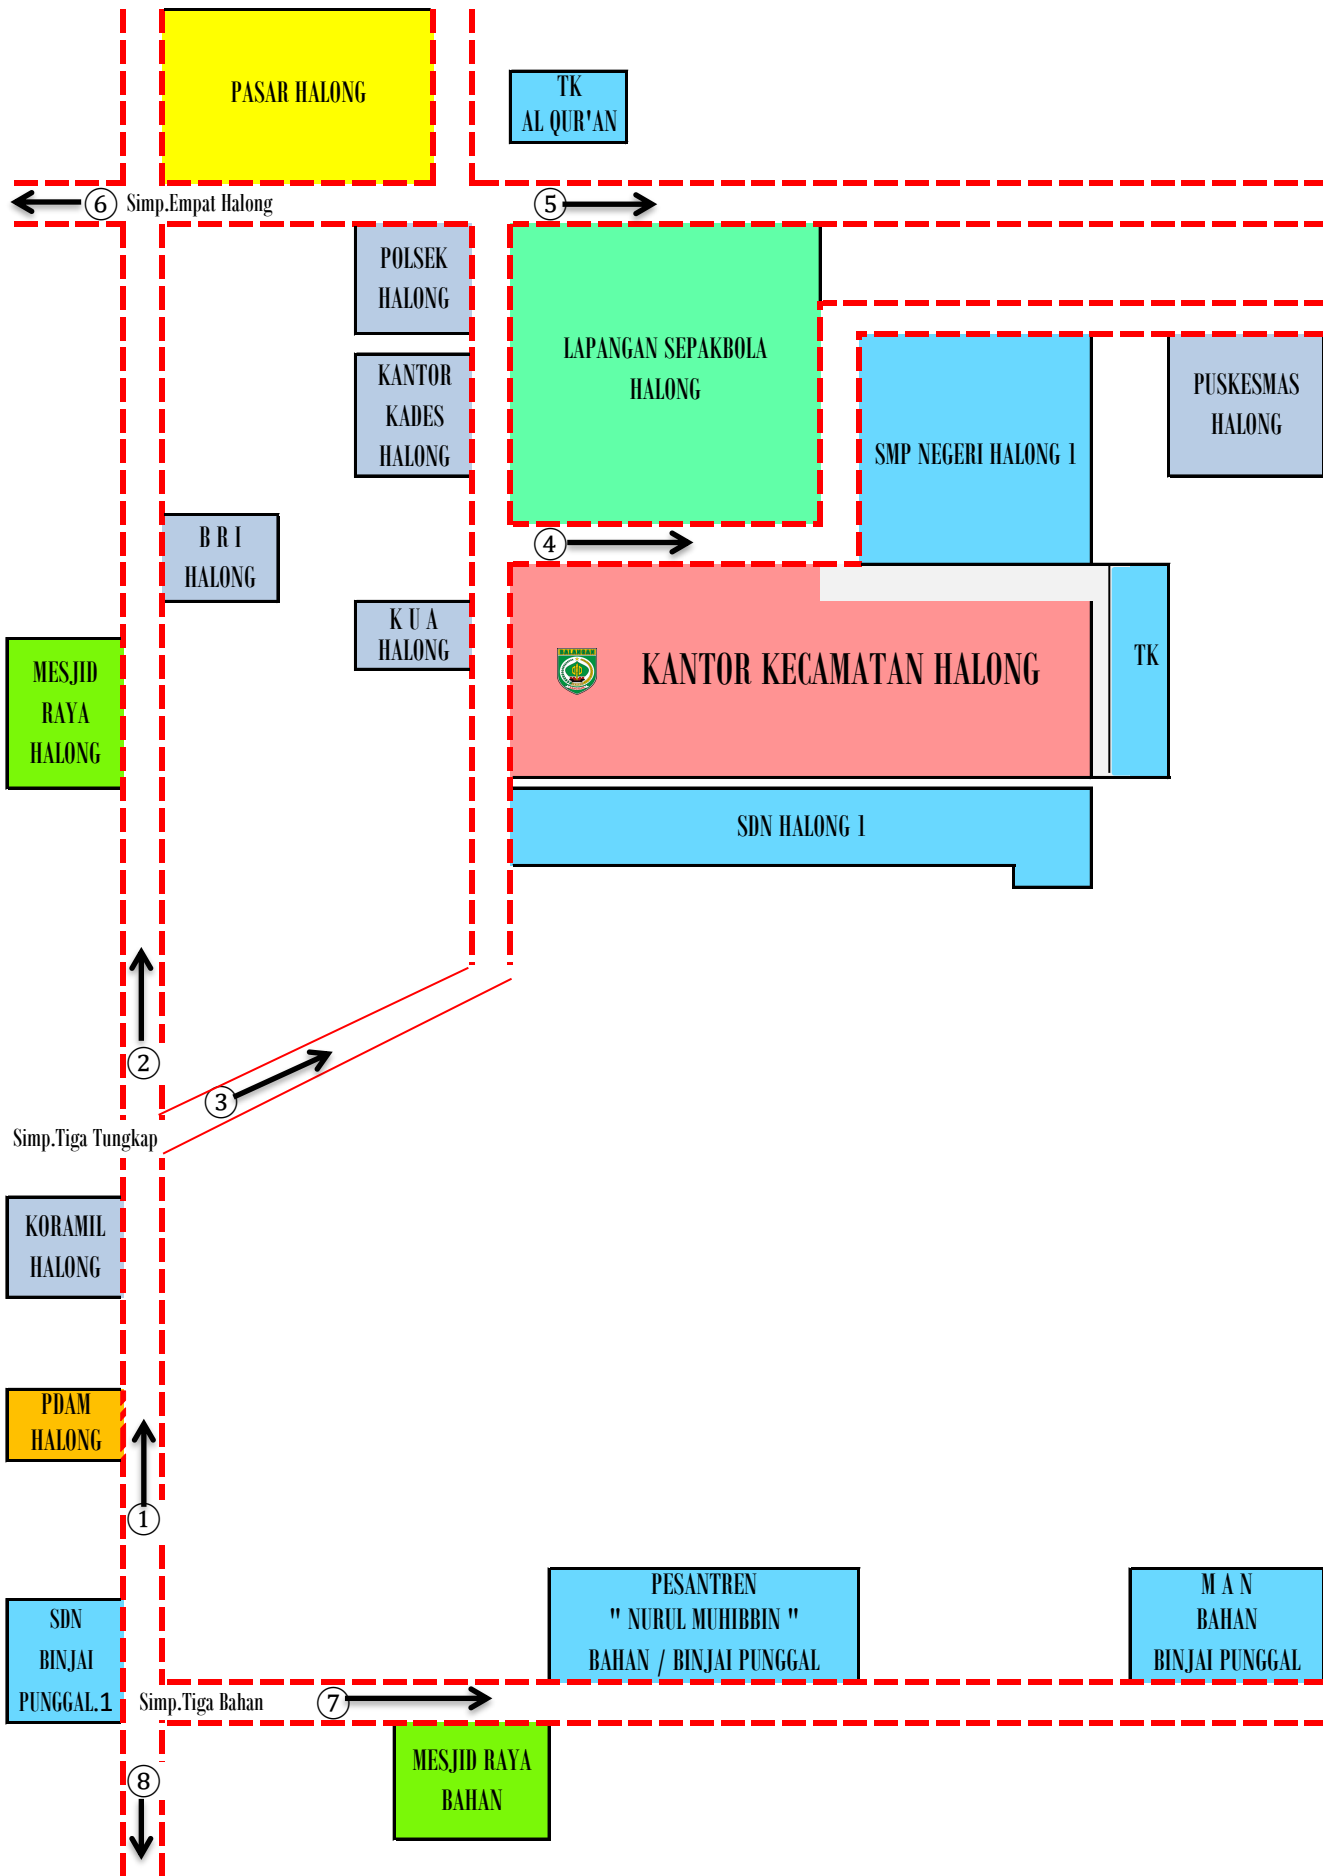 PASAR HALONG
TK
AL QUR'AN
⑥ Simp.Empat Halong
⑤
POLSEK
HALONG
KANTOR
KADES
HALONG
LAPANGAN SEPAKBOLA
HALONG
SMP NEGERI HALONG 1
PUSKESMAS
HALONG
④
B R I
HALONG
K U A
HALONG
MESJID
RAYA
HALONG
BALANGAN
KANTOR KECAMATAN HALONG
TK
SDN HALONG 1
②
③
Simp.Tiga Tungkap
KORAMIL
HALONG
PDAM
HALONG
①
SDN
BINJAI
PUNGGAL.1
PESANTREN
" NURUL MUHIBBIN "
BAHAN / BINJAI PUNGGAL
M A N
BAHAN
BINJAI PUNGGAL
Simp.Tiga Bahan
⑦
MESJID RAYA
BAHAN
⑧